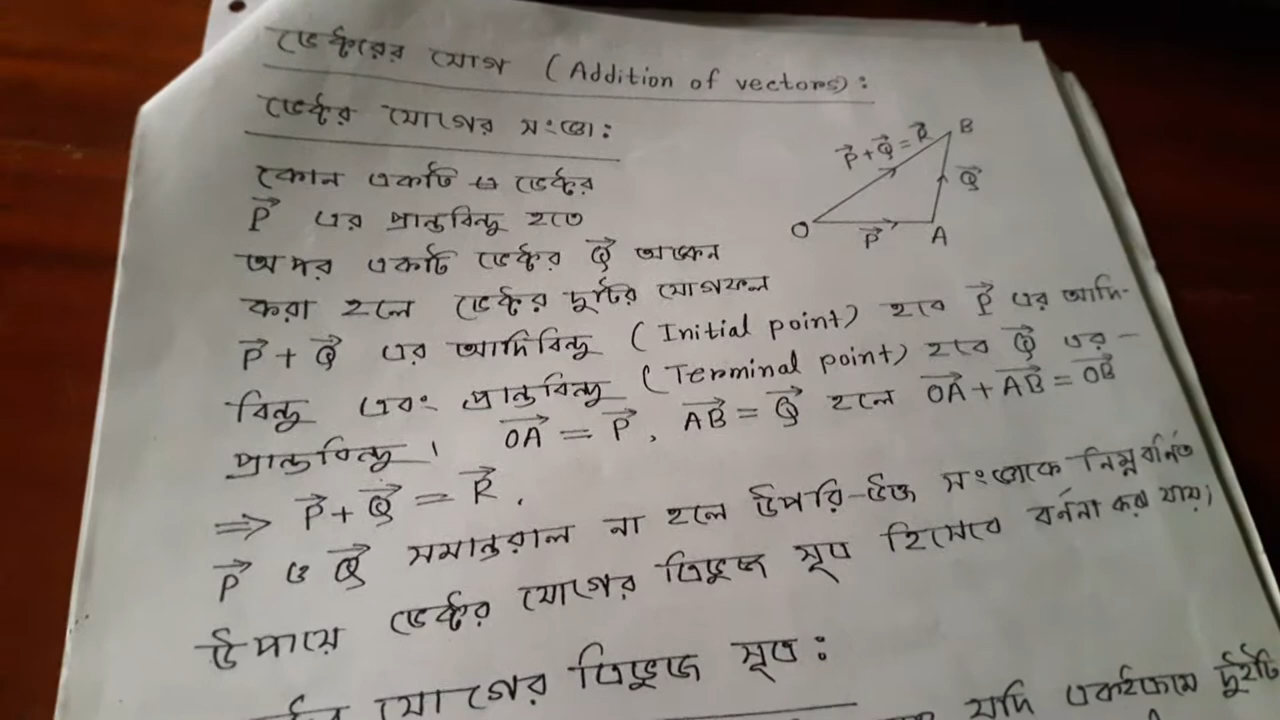 ভেক্টরের যোগ (Addition of vectors):
ভেক্টর যোগের সংজ্ঞা:
কোন একটি ভেক্টর
P⃗ এর প্রান্তবিন্দু হতে
অপর একটি ভেক্টর Q⃗ অঙ্কন
করা হলে ভেক্টর দুটির যোগফল
P⃗ + Q⃗ এর আদিবিন্দু (Initial point) হবে P⃗ এর আদি-
বিন্দু এবং প্রান্তবিন্দু (Terminal point) হবে Q⃗ এর -
প্রান্তবিন্দু। OA⃗ = P⃗, AB⃗ = Q⃗ হলে OA⃗ + AB⃗ = OB⃗
⇒ P⃗ + Q⃗ = R⃗.
P⃗ ও Q⃗ সমান্তরাল না হলে উপরি-উক্ত সংজ্ঞাকে নিম্নবর্নিত
উপায়ে ভেক্টর যোগের ত্রিভুজ সূত্র হিসেবে বর্ননা করা যায়।
যোগের ত্রিভুজ সূত্র:
যদি একইক্রমে দুইটি
P⃗ + Q⃗ = R⃗
B
Q⃗
O
P⃗
A